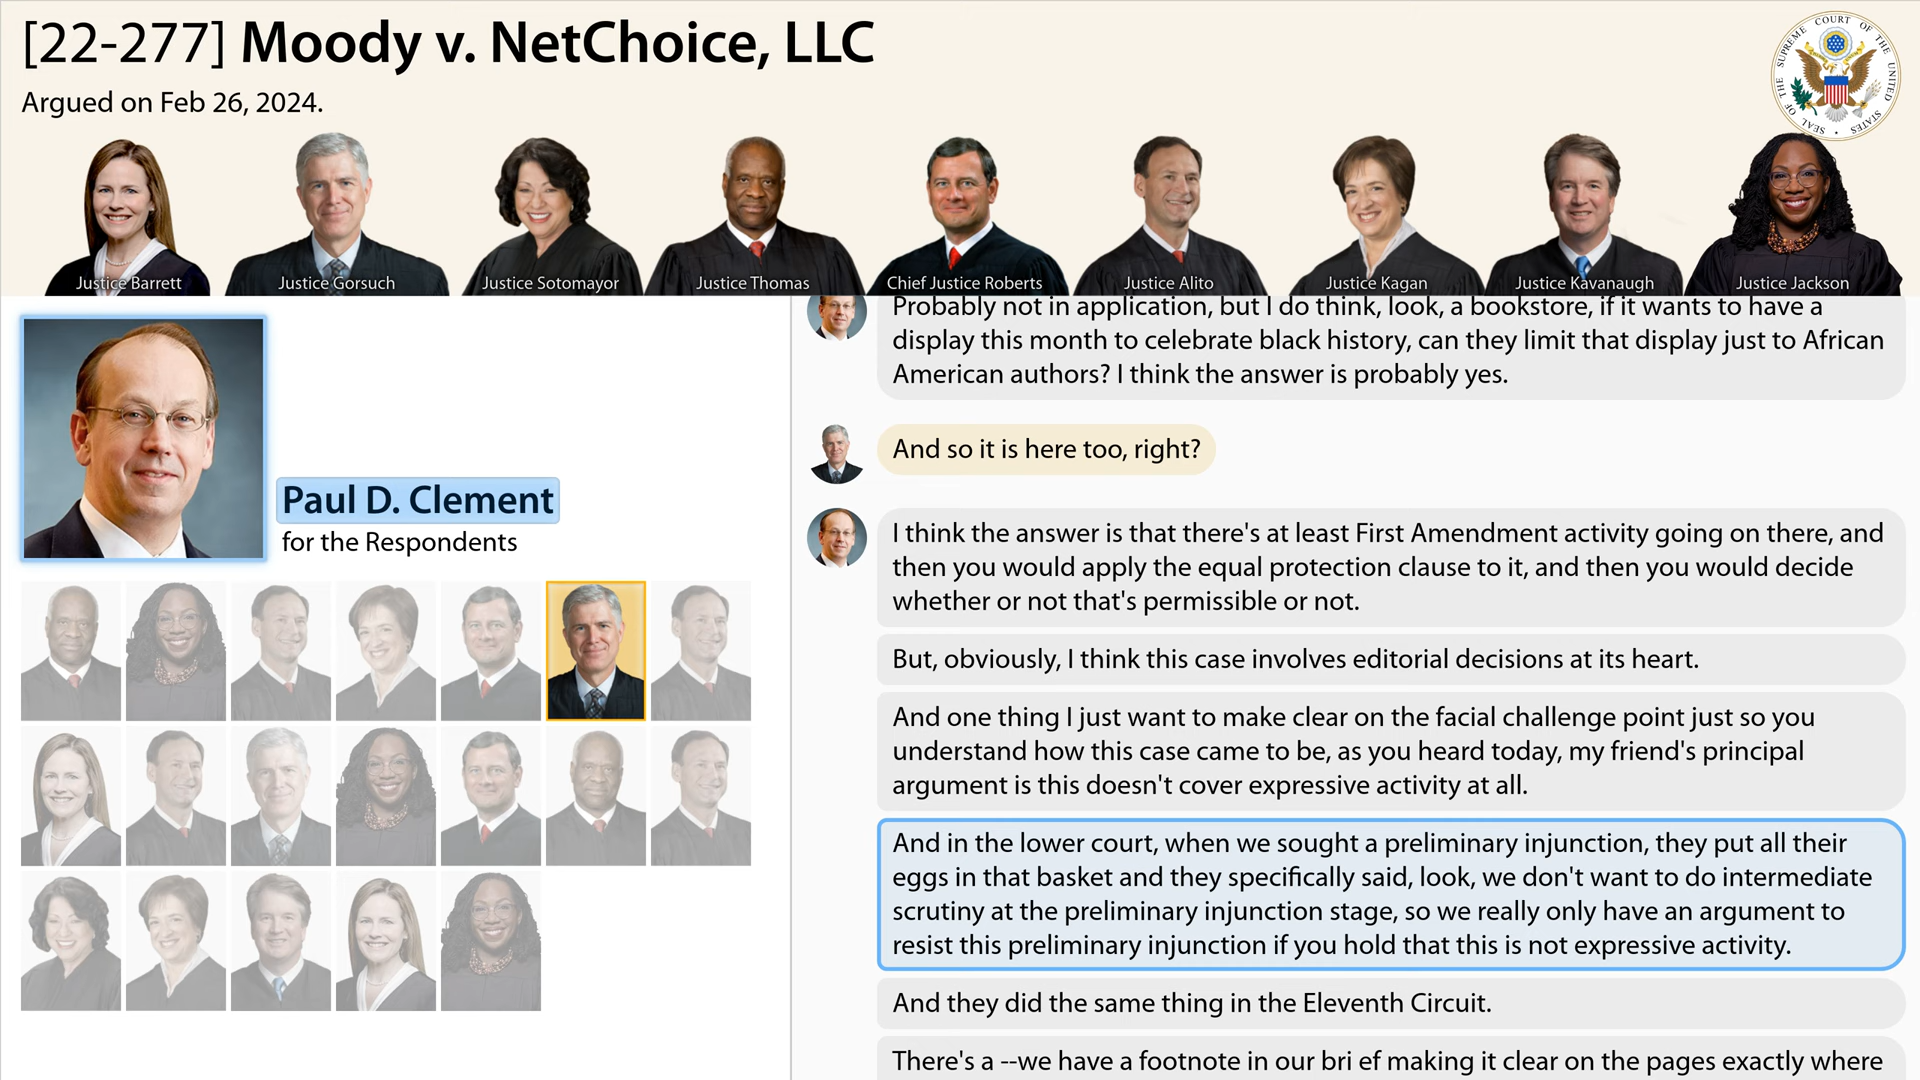 [22-277] Moody v. NetChoice, LLC
Argued on Feb 26, 2024.
SEAL OF THE SUPREME COURT OF THE UNITED STATES
Justice Barrett
Justice Gorsuch
Justice Sotomayor
Justice Thomas
Chief Justice Roberts
Justice Alito
Justice Kagan
Justice Kavanaugh
Justice Jackson
Paul D. Clement
for the Respondents
Probably not in application, but I do think, look, a bookstore, if it wants to have a
display this month to celebrate black history, can they limit that display just to African
American authors? I think the answer is probably yes.
And so it is here too, right?
I think the answer is that there's at least First Amendment activity going on there, and
then you would apply the equal protection clause to it, and then you would decide
whether or not that's permissible or not.
But, obviously, I think this case involves editorial decisions at its heart.
And one thing I just want to make clear on the facial challenge point just so you
understand how this case came to be, as you heard today, my friend's principal
argument is this doesn't cover expressive activity at all.
And in the lower court, when we sought a preliminary injunction, they put all their
eggs in that basket and they specifically said, look, we don't want to do intermediate
scrutiny at the preliminary injunction stage, so we really only have an argument to
resist this preliminary injunction if you hold that this is not expressive activity.
And they did the same thing in the Eleventh Circuit.
There's a --we have a footnote in our bri ef making it clear on the pages exactly where